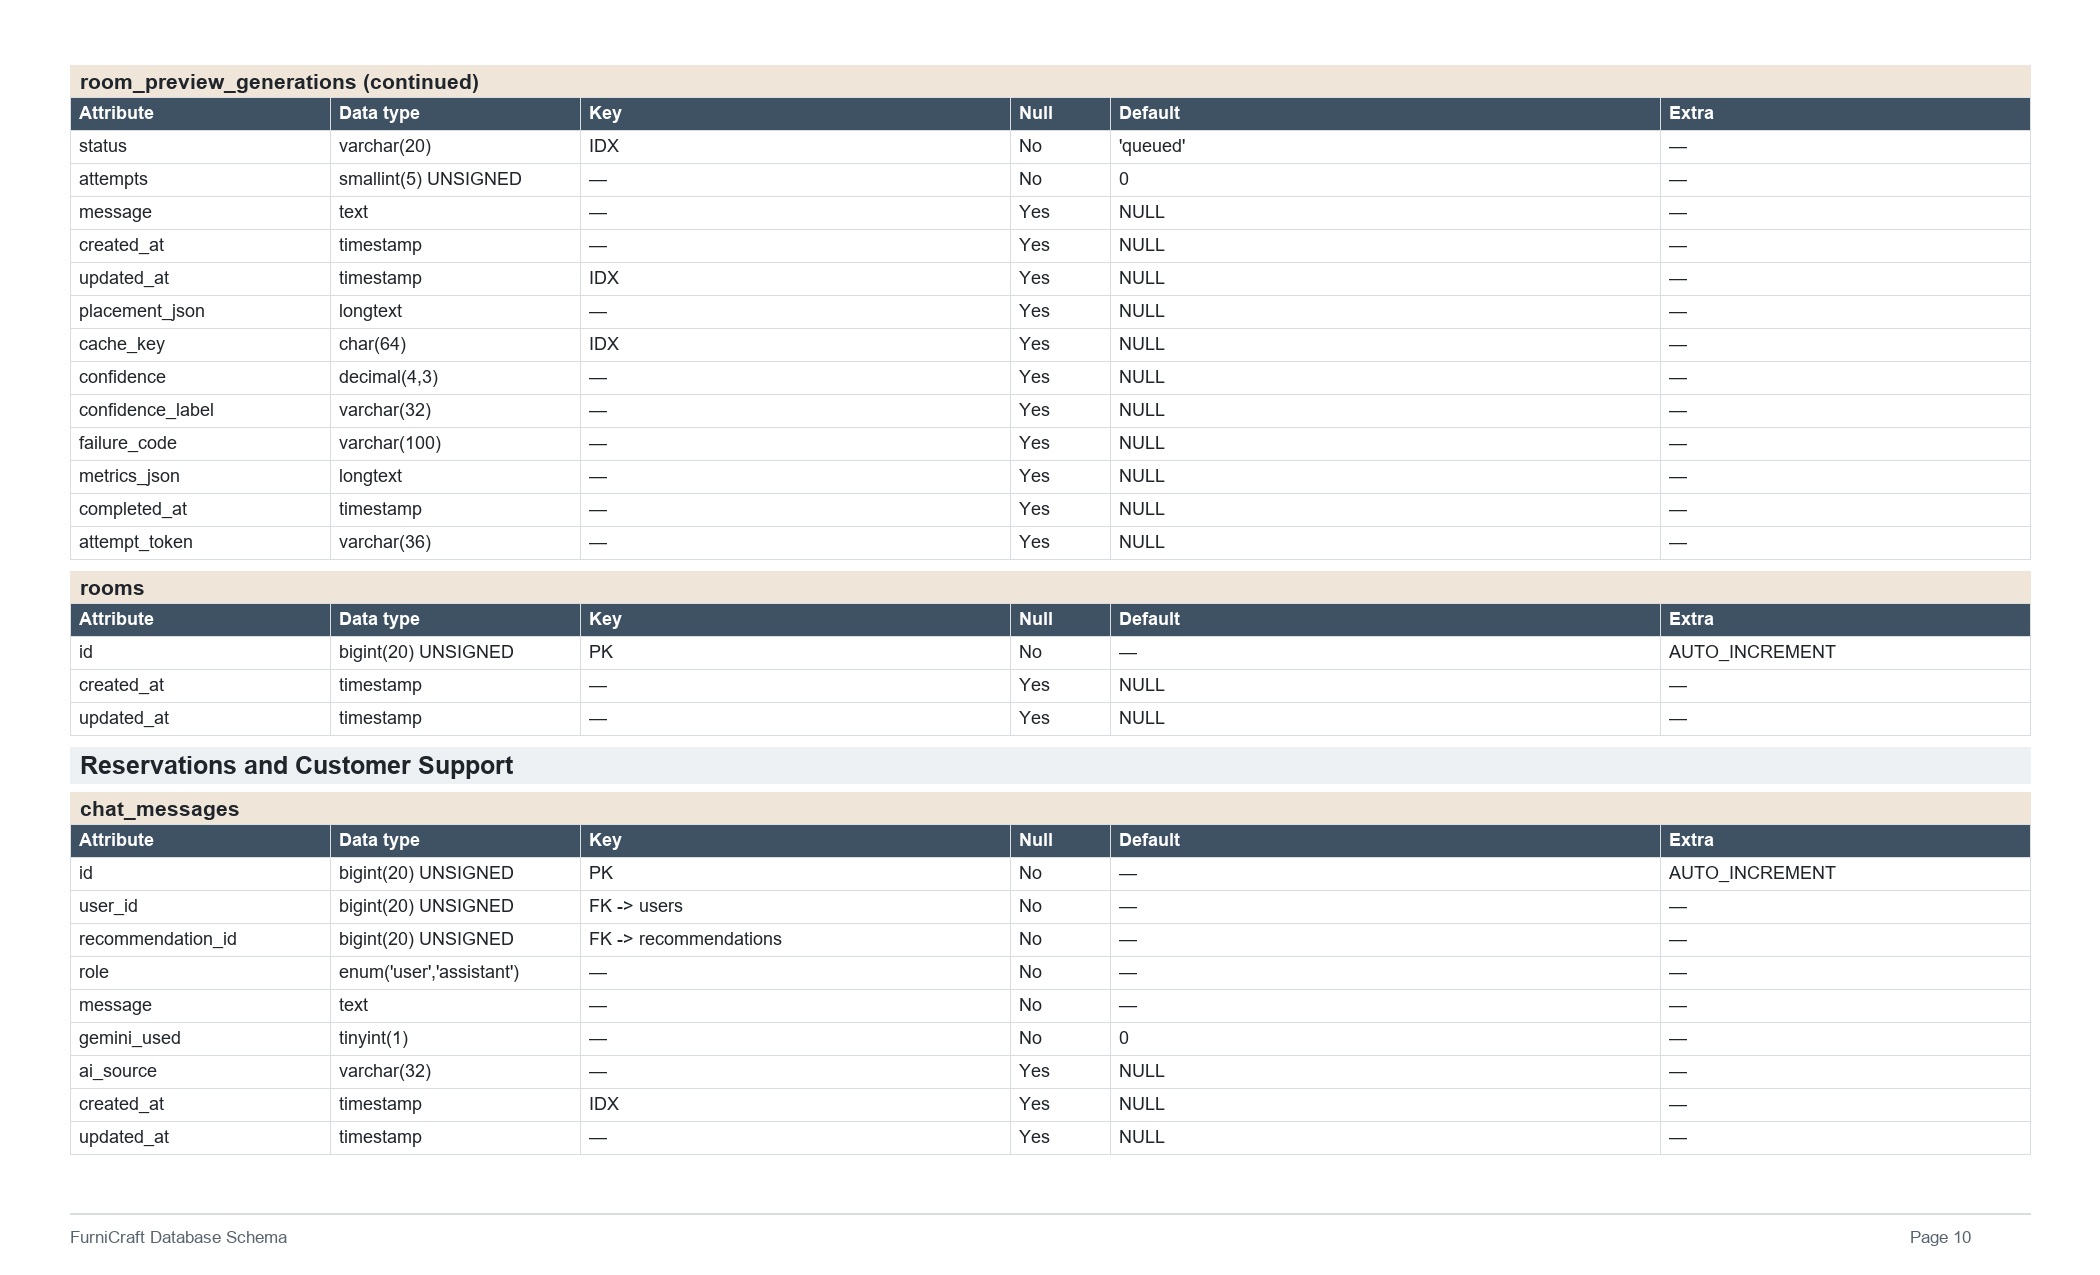 room_preview_generations (continued)
Attribute Data type Key Null Default Extra
status varchar(20) IDX No 'queued' —
attempts smallint(5) UNSIGNED — No 0 —
message text — Yes NULL —
created_at timestamp — Yes NULL —
updated_at timestamp IDX Yes NULL —
placement_json longtext — Yes NULL —
cache_key char(64) IDX Yes NULL —
confidence decimal(4,3) — Yes NULL —
confidence_label varchar(32) — Yes NULL —
failure_code varchar(100) — Yes NULL —
metrics_json longtext — Yes NULL —
completed_at timestamp — Yes NULL —
attempt_token varchar(36) — Yes NULL —
rooms
Attribute Data type Key Null Default Extra
id bigint(20) UNSIGNED PK No — AUTO_INCREMENT
created_at timestamp — Yes NULL —
updated_at timestamp — Yes NULL —
Reservations and Customer Support
chat_messages
Attribute Data type Key Null Default Extra
id bigint(20) UNSIGNED PK No — AUTO_INCREMENT
user_id bigint(20) UNSIGNED FK -> users No — —
recommendation_id bigint(20) UNSIGNED FK -> recommendations No — —
role enum('user','assistant') — No — —
message text — No — —
gemini_used tinyint(1) — No 0 —
ai_source varchar(32) — Yes NULL —
created_at timestamp IDX Yes NULL —
updated_at timestamp — Yes NULL —
FurniCraft Database Schema Page 10